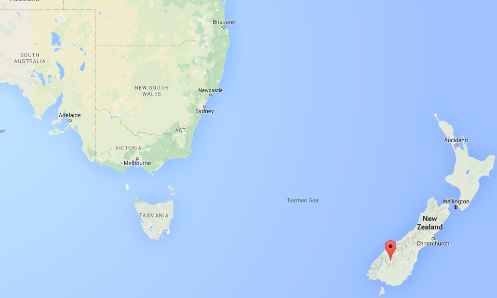 Brisbane
SOUTH
AUSTRALIA
NEW SOUTH
WALES
Newcastle
Sydney
Adelaide
ACT
VICTORIA
Melbourne
Auckland
TASMANIA
Tasman Sea
Wellington
New
Zealand
Christchurch